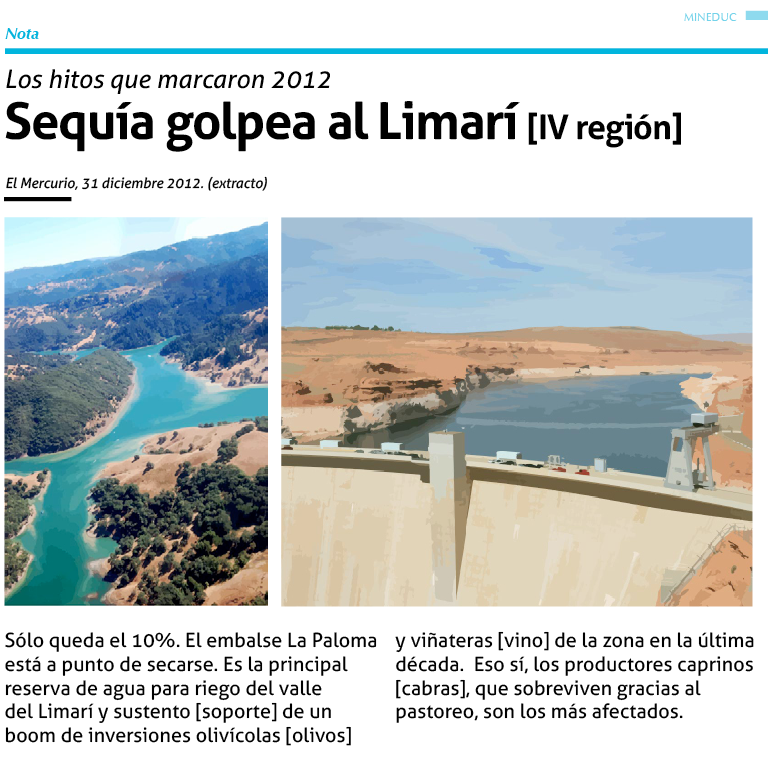 MINEDUC
Nota
Los hitos que marcaron 2012
Sequía golpea al Limarí [IV región]
El Mercurio, 31 diciembre 2012. (extracto)
Sólo queda el 10%. El embalse La Paloma
está a punto de secarse. Es la principal
reserva de agua para riego del valle
del Limarí y sustento [soporte] de un
boom de inversiones olivícolas [olivos]
y viñateras [vino] de la zona en la última
década. Eso sí, los productores caprinos
[cabras], que sobreviven gracias al
pastoreo, son los más afectados.